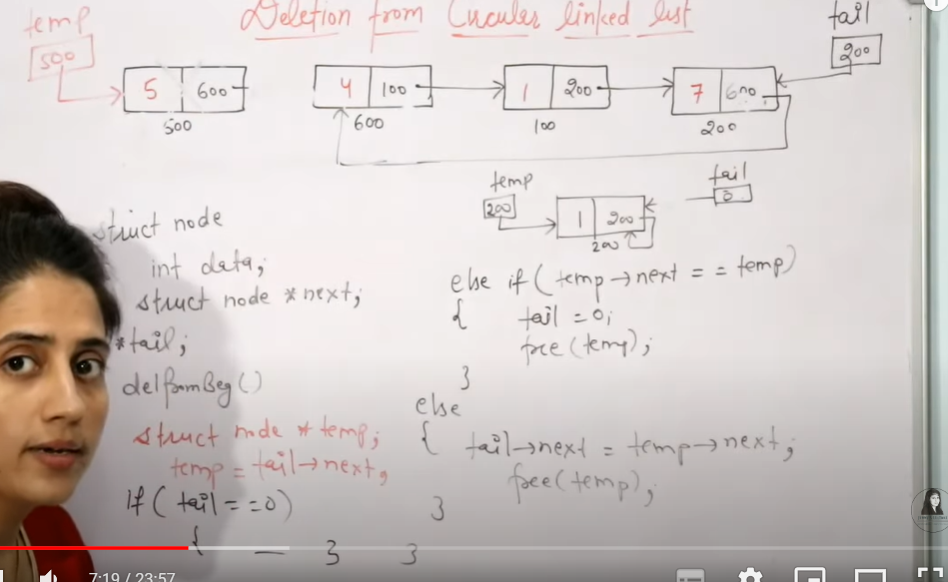 Deletion from Circular linked list
temp
500
tail
200
5 600
500
4 100
600
1 200
100
7 600
200
temp
200
1 200
200
tail
0
struct node
int data;
struct node *next;
*tail;
delfromBeg()
struct node *temp;
temp = tail→next;
if( tail==0)
{ — } }
else if( temp→next == temp)
{ tail =0;
free(temp);
}
else
{ tail→next = temp→next;
free(temp);
}
7:19 / 23:57